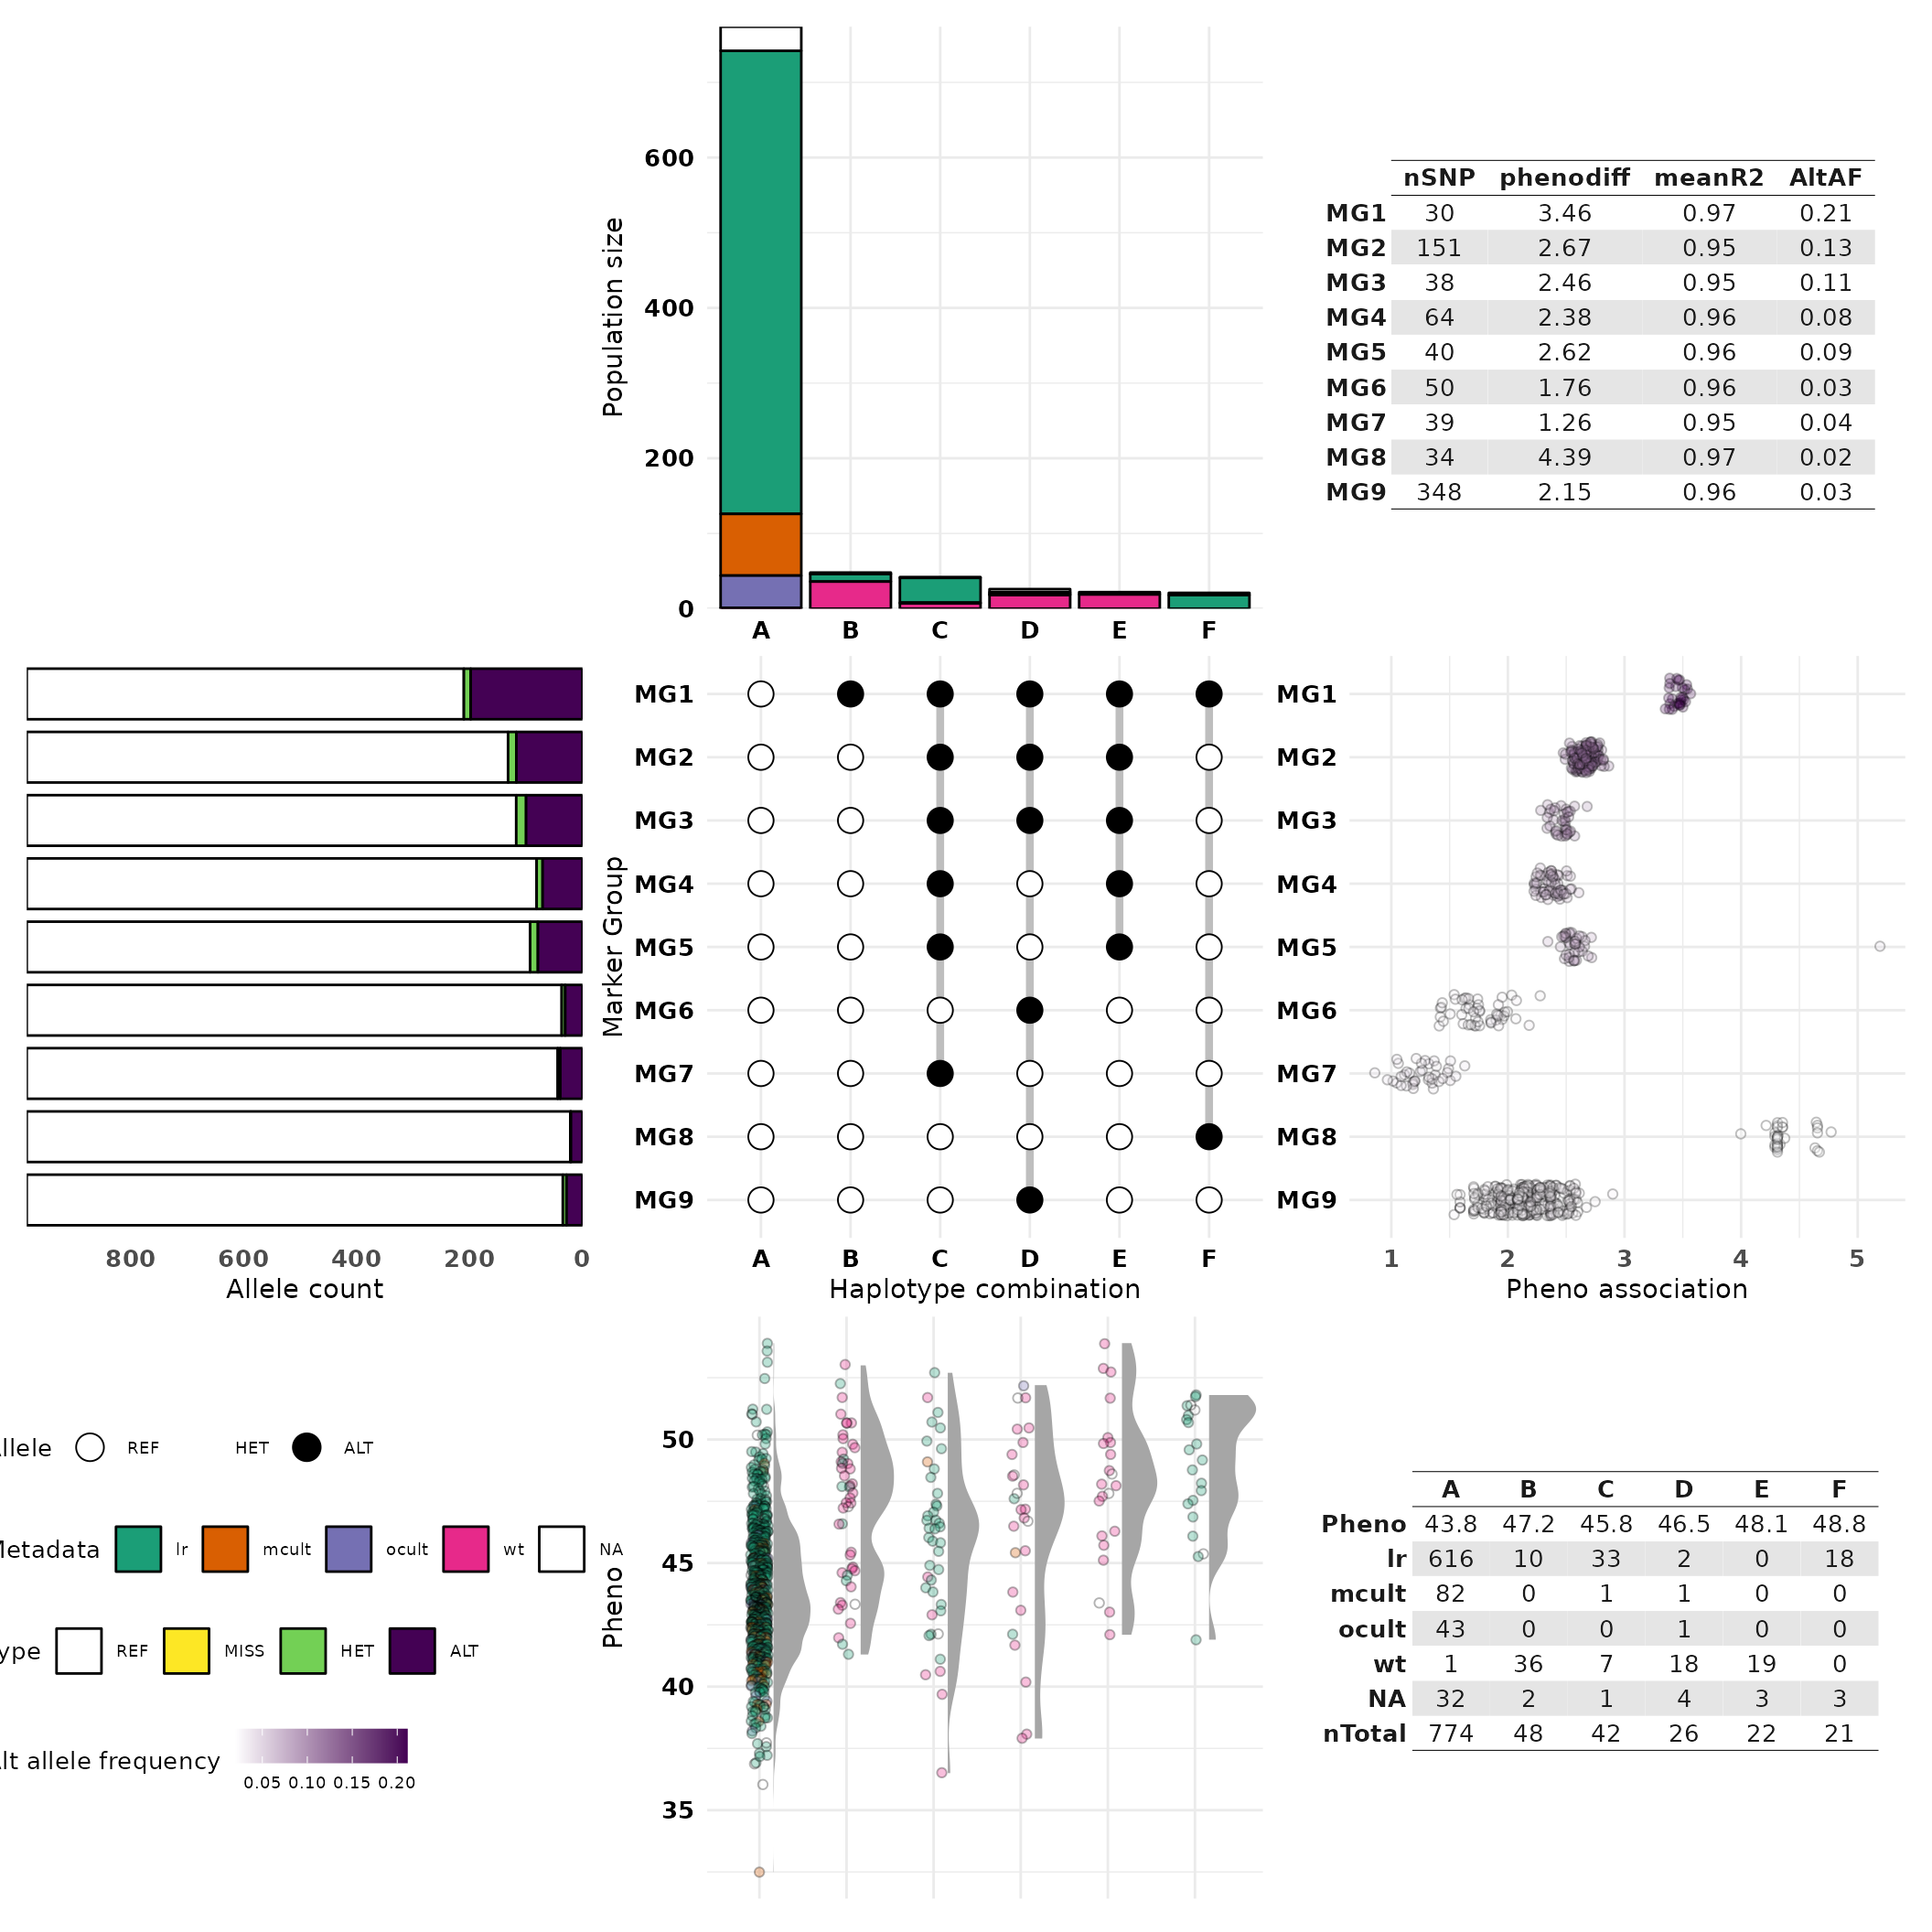 600
400
200
0
Population size
A B C D E F
nSNP phenodiff meanR2 AltAF
MG1 30 3.46 0.97 0.21
MG2 151 2.67 0.95 0.13
MG3 38 2.46 0.95 0.11
MG4 64 2.38 0.96 0.08
MG5 40 2.62 0.96 0.09
MG6 50 1.76 0.96 0.03
MG7 39 1.26 0.95 0.04
MG8 34 4.39 0.97 0.02
MG9 348 2.15 0.96 0.03
800 600 400 200 0
Allele count
Marker Group
MG1
MG2
MG3
MG4
MG5
MG6
MG7
MG8
MG9
A B C D E F
Haplotype combination
MG1
MG2
MG3
MG4
MG5
MG6
MG7
MG8
MG9
1 2 3 4 5
Pheno association
llele REF HET ALT
etadata lr mcult ocult wt NA
ype REF MISS HET ALT
lt allele frequency
0.05 0.10 0.15 0.20
Pheno
50
45
40
35
A B C D E F
Pheno 43.8 47.2 45.8 46.5 48.1 48.8
lr 616 10 33 2 0 18
mcult 82 0 1 1 0 0
ocult 43 0 0 1 0 0
wt 1 36 7 18 19 0
NA 32 2 1 4 3 3
nTotal 774 48 42 26 22 21